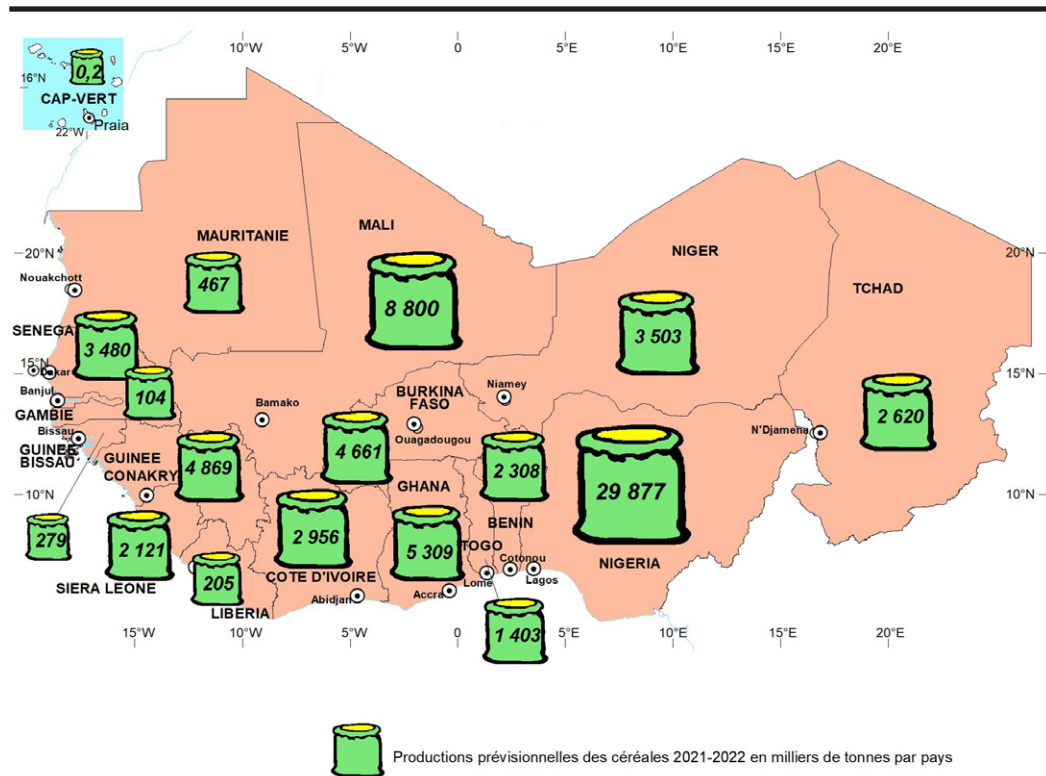 10°W 5°W 0 5°E 10°E 15°E 20°E
0,2
16°N
CAP-VERT
Praia
22°W
MALI
MAURITANIE
20°N NIGER 20°N
467
Nouakchott
8 800
TCHAD
3 503
SENEGA
3 480
15°N 15°N
Dakar
104
Banjul
BURKINA
FASO
Niamey
2 620
GAMBIE
Bamako
Bissau
GUINEE
BISSAU
Ouagadougou
N'Djamena
GUINEE
CONAKRY
4 869
4 661
2 308
GHANA
29 877
10°N 10°N
279
2 121
2 956
5 309
BENIN
TOGO
Cotonou
NIGERIA
205
SIERA LEONE
COTE D'IVOIRE
Lomé
Lagos
LIBERIA
Abidjan
Accra
1 403
15°W 10°W 5°W 0 5°E 10°E 15°E 20°E
Productions prévisionnelles des céréales 2021-2022 en milliers de tonnes par pays